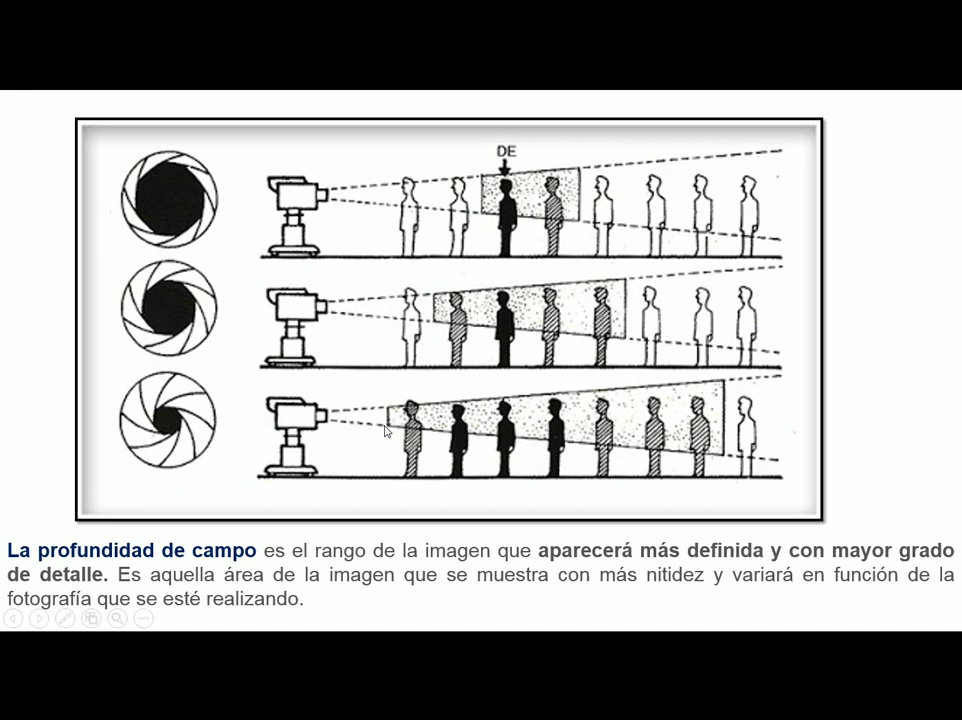 DE
La profundidad de campo es el rango de la imagen que aparecerá más definida y con mayor grado
de detalle. Es aquella área de la imagen que se muestra con más nitidez y variará en función de la
fotografía que se esté realizando.